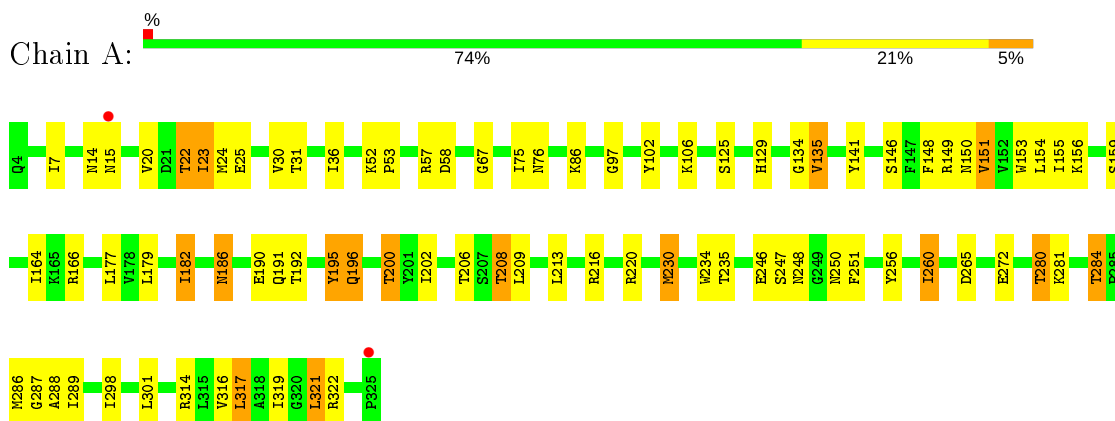 %
Chain A:
74% 21% 5%
Q4 I7 N14 N15 V20 D21 T22 I23 M24 E25 V30 T31 I36 K52 P53 R57 D58 G67 I75 N76 K86 G97 Y102 K106 S125 H129 G134 V135 Y141 S146 F147 F148 R149 N150 V151 V152 W153 L154 I155 K156 S159
I164 K165 R166 L177 V178 L179 I182 N186 E190 Q191 T192 Y195 Q196 T200 Y201 I202 T206 S207 T208 L209 L213 R216 R220 M230 W234 T235 E246 S247 N248 G249 N250 F251 Y256 I260 D265 E272 T280 K281 T284
M286 G287 A288 I289 I298 L301 R314 L315 V316 L317 A318 I319 G320 L321 R322 P325